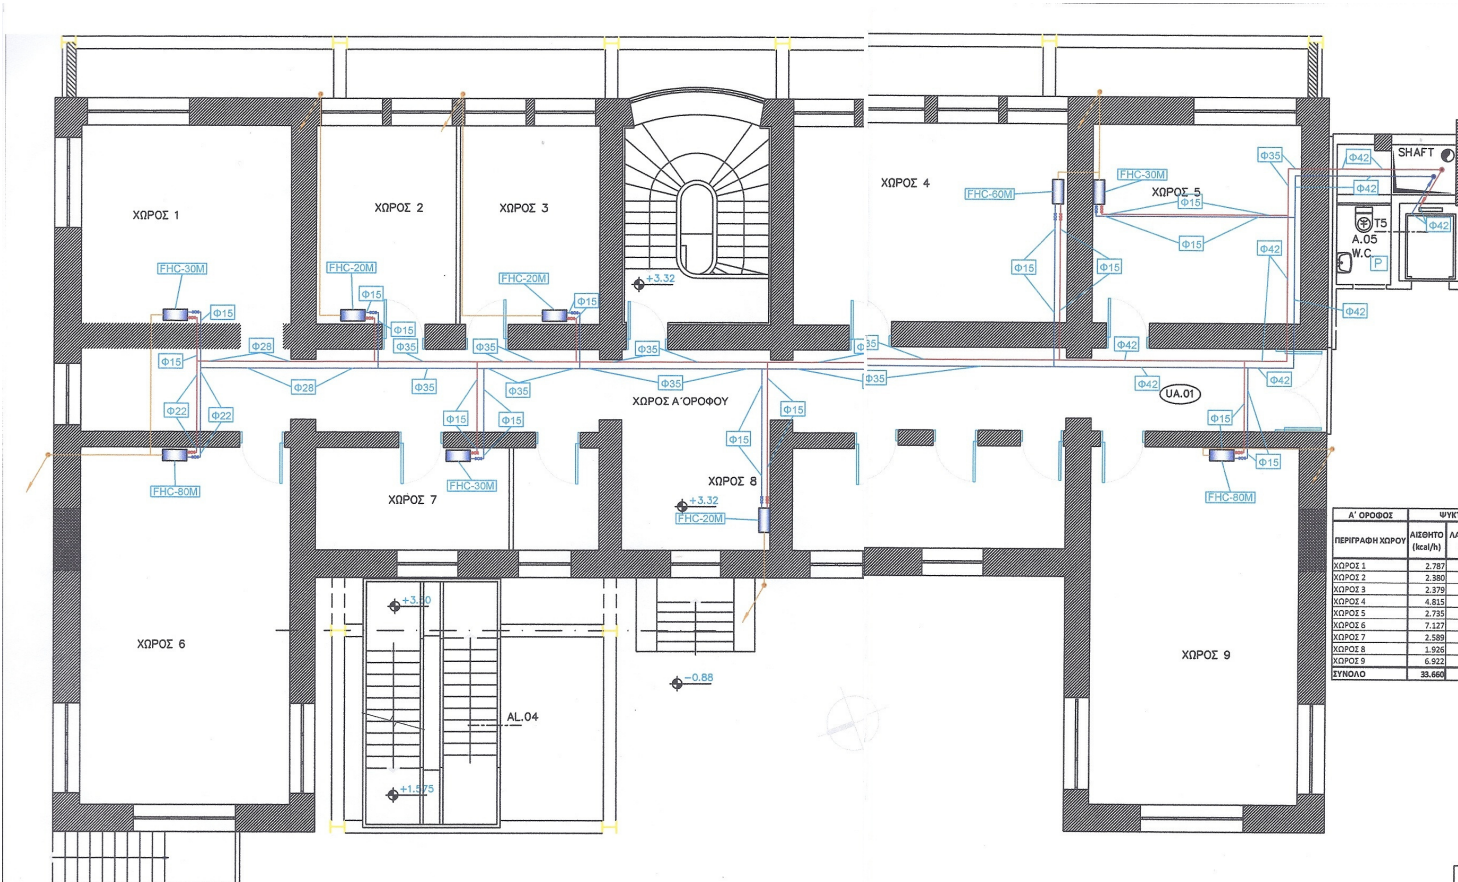 ΧΩΡΟΣ 1
ΧΩΡΟΣ 2
ΧΩΡΟΣ 3
ΧΩΡΟΣ 4
ΧΩΡΟΣ 5
SHAFT
Φ35
Φ42
Φ42
Φ42
FHC-60M
FHC-30M
Φ15
Φ15
T5
A.05
W.C.
P
Φ42
Φ42
Φ15
Φ15
+3.32
FHC-30M
FHC-20M
FHC-20M
Φ15
Φ15
Φ15
Φ15
Φ15
Φ28
Φ35
Φ35
Φ35
Φ35
Φ42
Φ28
Φ35
Φ35
Φ35
Φ35
Φ42
Φ42
ΧΩΡΟΣ Α΄ΟΡΟΦΟΥ
UA.01
Φ22
Φ22
Φ15
Φ15
Φ15
Φ15
Φ15
Φ15
FHC-80M
ΧΩΡΟΣ 7
FHC-30M
ΧΩΡΟΣ 8
+3.32
FHC-20M
FHC-80M
Α΄ ΟΡΟΦΟΣ ΨΥΚΤ
ΠΕΡΙΓΡΑΦΗ ΧΩΡΟΥ ΑΙΣΘΗΤΟ (kcal/h) ΛΑ
ΧΩΡΟΣ 1 2.787
ΧΩΡΟΣ 2 2.380
ΧΩΡΟΣ 3 2.379
ΧΩΡΟΣ 4 4.815
ΧΩΡΟΣ 5 2.735
ΧΩΡΟΣ 6 7.127
ΧΩΡΟΣ 7 2.589
ΧΩΡΟΣ 8 1.926
ΧΩΡΟΣ 9 6.922
ΣΥΝΟΛΟ 33.660
ΧΩΡΟΣ 6
ΧΩΡΟΣ 9
-0.88
AL.04
+1.575